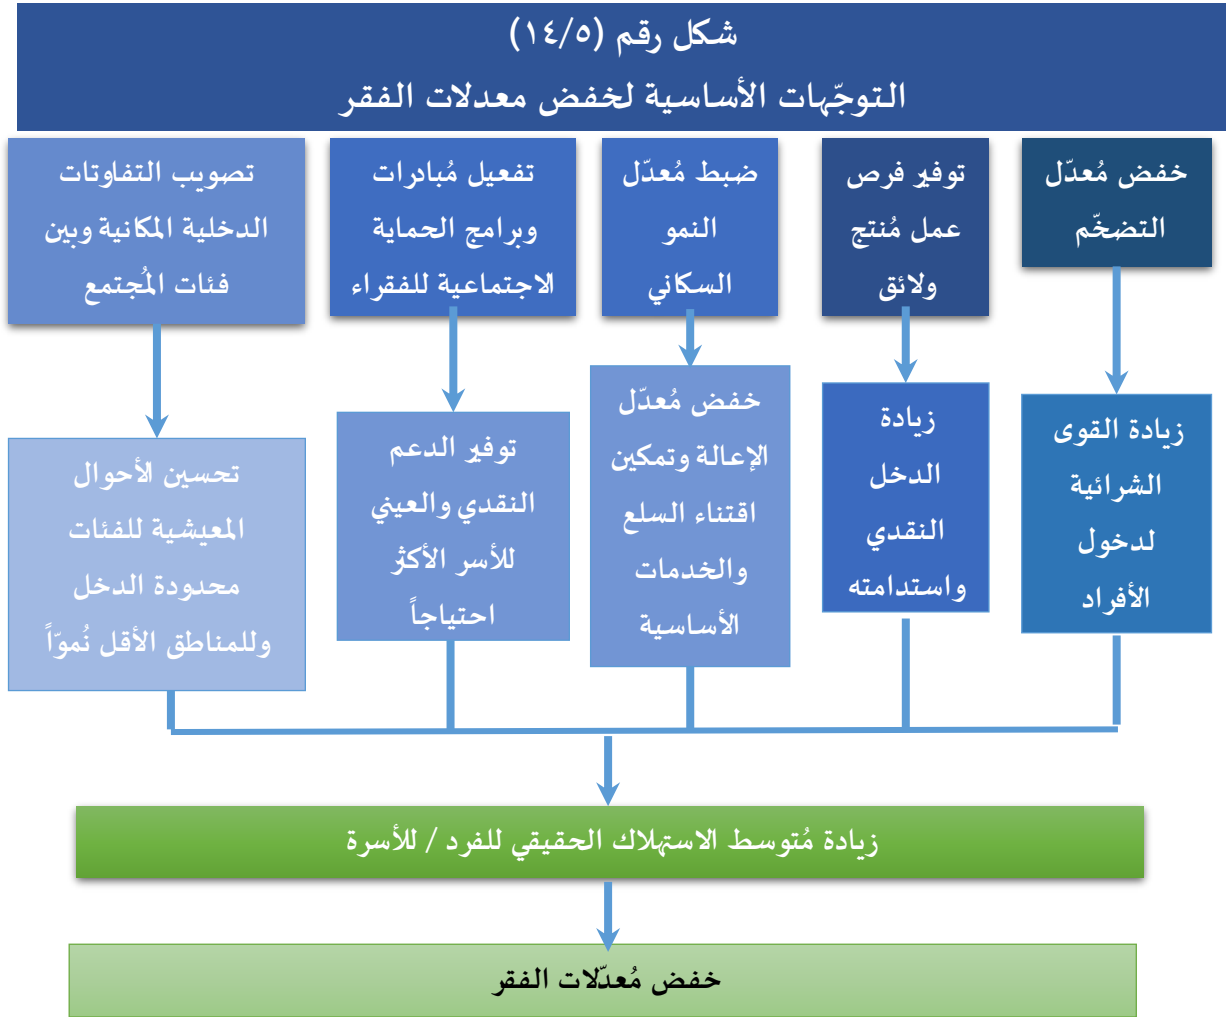 شكل رقم (١٤/٥)
التوجّهات الأساسية لخفض معدلات الفقر
خفض مُعدّل
التضخّم
توفير فرص
عمل مُنتج
ولائق
ضبط مُعدّل
النمو
السكاني
تفعيل مُبادرات
وبرامج الحماية
الاجتماعية للفقراء
تصويب التفاوتات
الدخلية المكانية وبين
فئات المُجتمع
زيادة القوى
الشرائية
لدخول
الأفراد
زيادة
الدخل
النقدي
واستدامته
خفض مُعدّل
الإعالة وتمكين
اقتناء السلع
والخدمات
الأساسية
توفير الدعم
النقدي والعيني
للأسر الأكثر
احتياجاً
تحسين الأحوال
المعيشية للفئات
محدودة الدخل
وللمناطق الأقل نُموّاً
زيادة مُتوسط الاستهلاك الحقيقي للفرد / للأسرة
خفض مُعدّلات الفقر